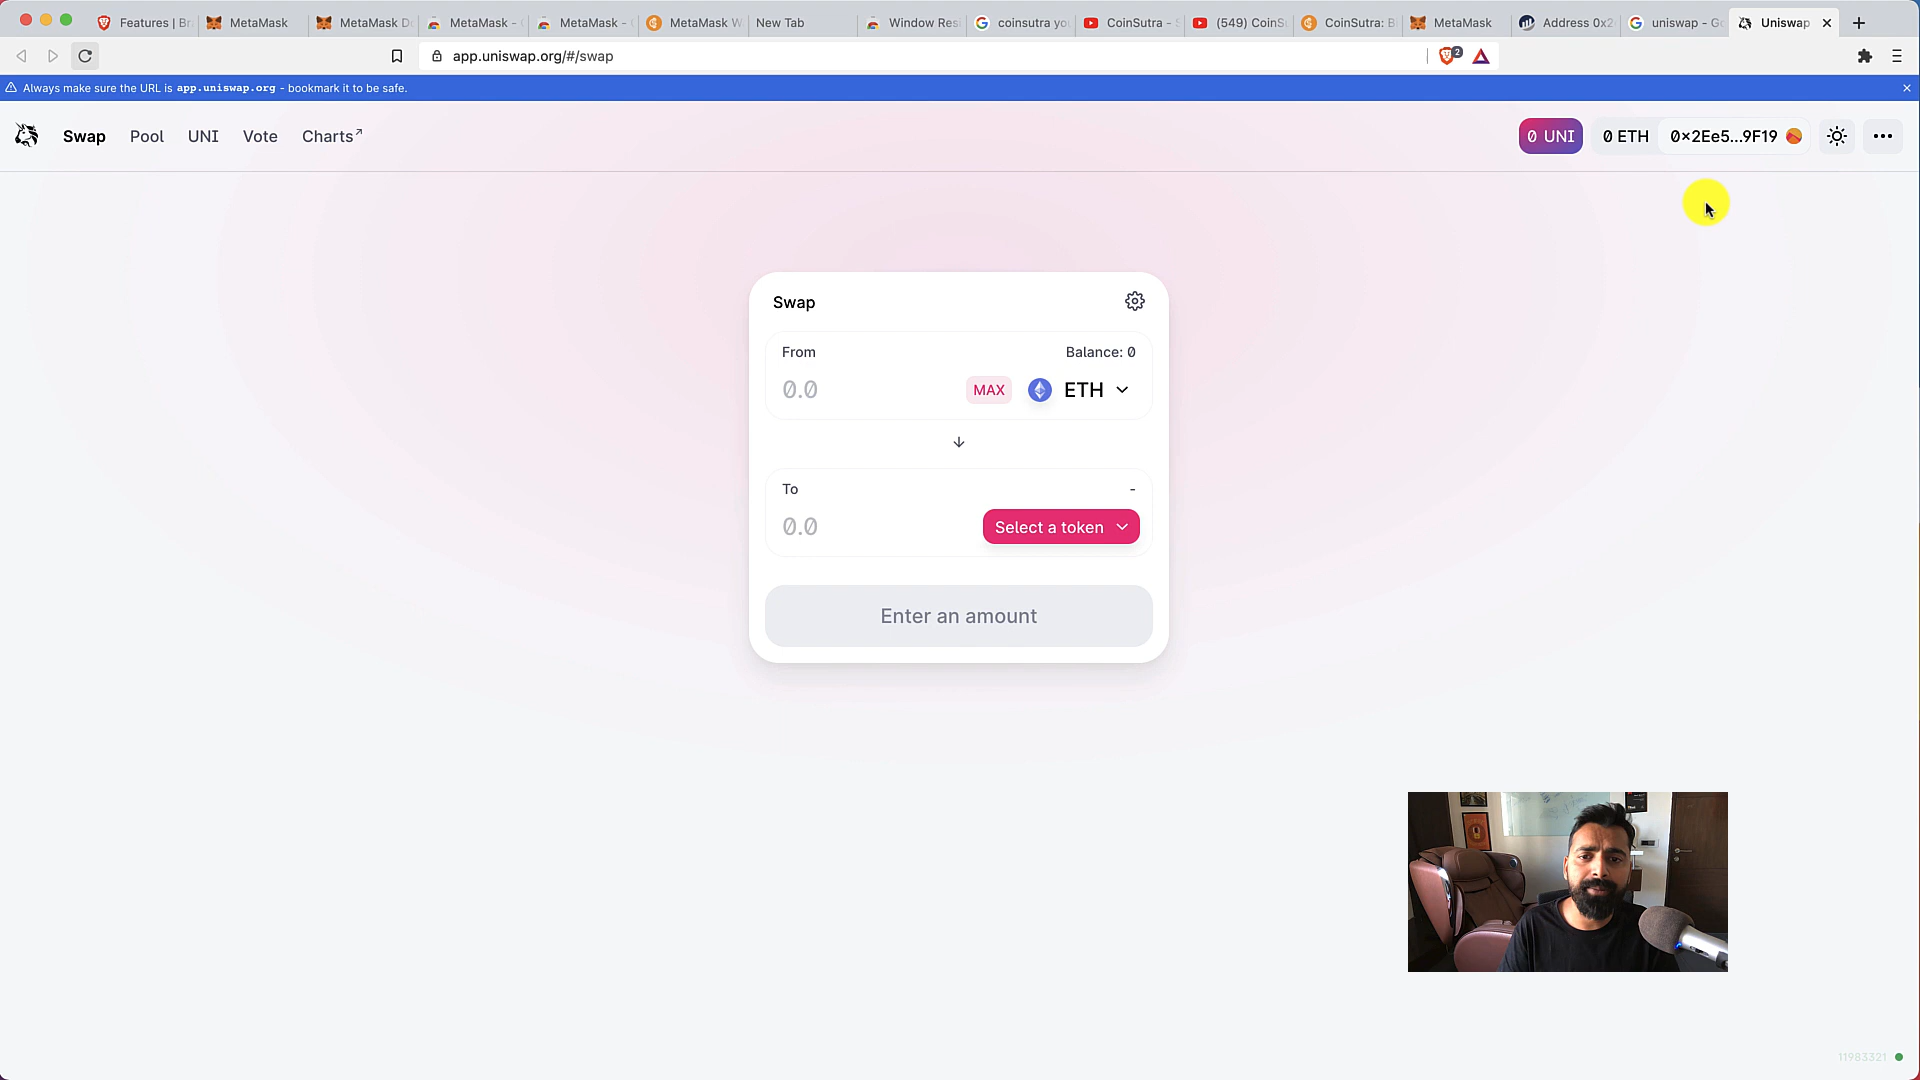 Features | Br
MetaMask
MetaMask D
MetaMask -
MetaMask -
MetaMask W
New Tab
Window Res
coinsutra yo
CoinSutra -
(549) CoinS
CoinSutra: B
MetaMask
Address 0x2
uniswap - Go
Uniswap
app.uniswap.org/#/swap
2
Always make sure the URL is app.uniswap.org - bookmark it to be safe.
Swap
Pool
UNI
Vote
Charts↗
0 UNI
0 ETH
0x2Ee5...9F19
Swap
From
Balance: 0
0.0
MAX
ETH
To
-
0.0
Select a token
Enter an amount
11983321